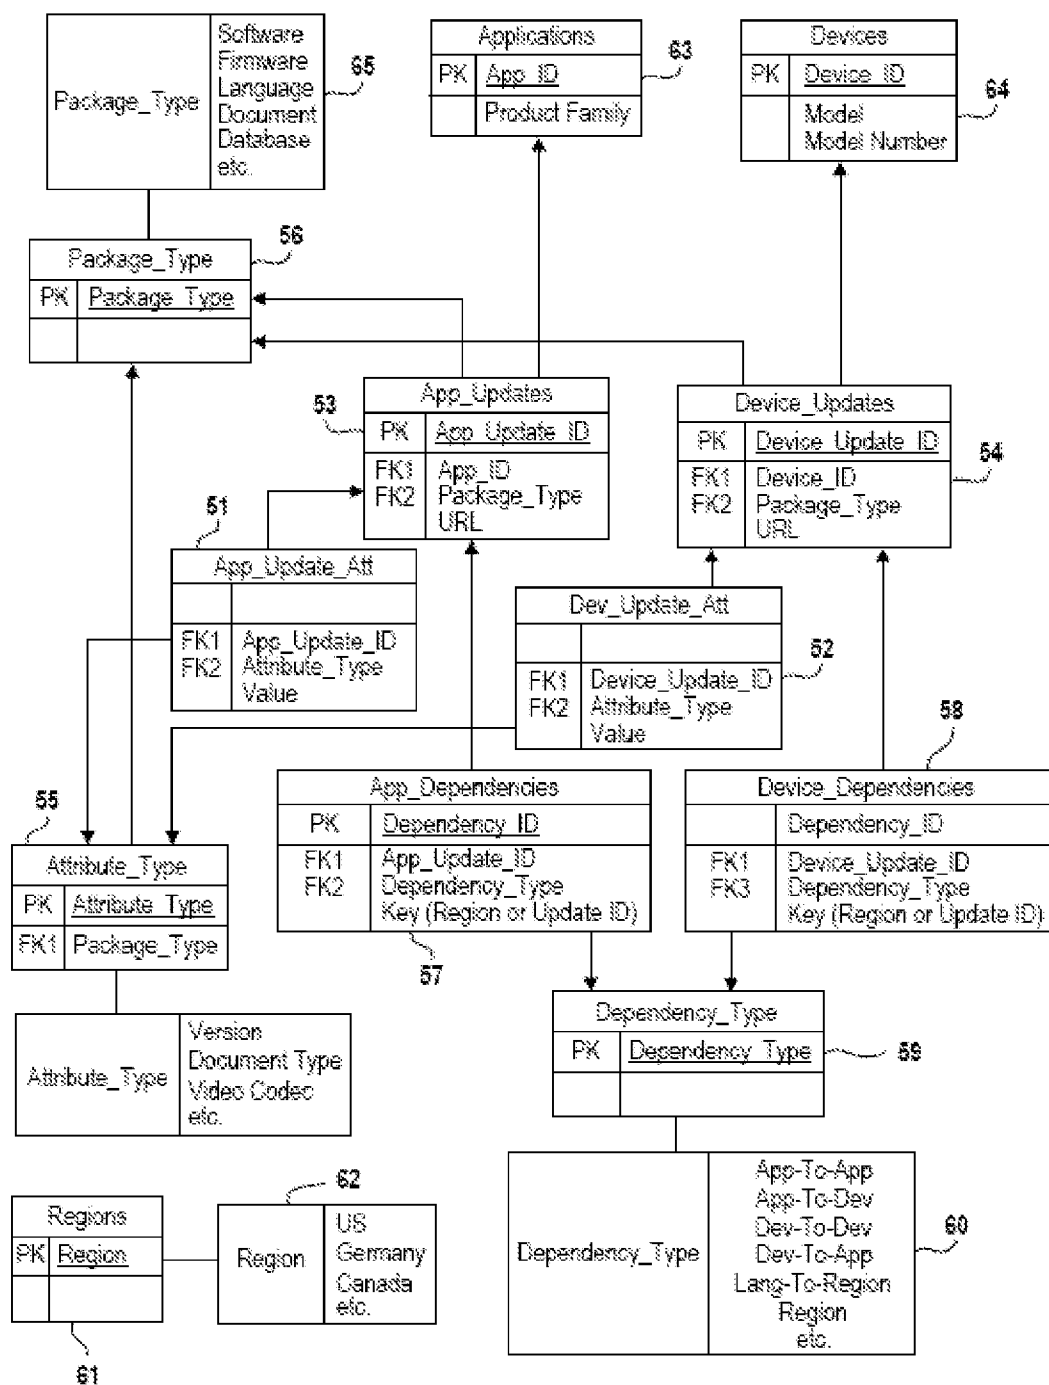 Package_Type
Software
Firmware
Language
Document
Database
etc.
65
Applications
PK App_ID
Product Family
63
Devices
PK Device_ID
Model
Model Number
64
Package_Type
PK Package_Type
56
App_Updates
PK App_Update_ID
FK1 App_ID
FK2 Package_Type
URL
53
Device_Updates
PK Device_Update_ID
FK1 Device_ID
FK2 Package_Type
URL
54
51
App_Update_Att
FK1 App_Update_ID
FK2 Attribute_Type
Value
Dev_Update_Att
FK1 Device_Update_ID
FK2 Attribute_Type
Value
52
58
App_Dependencies
PK Dependency_ID
FK1 App_Update_ID
FK2 Dependency_Type
Key (Region or Update ID)
57
Device_Dependencies
Dependency_ID
FK1 Device_Update_ID
FK3 Dependency_Type
Key (Region or Update ID)
55
Attribute_Type
PK Attribute_Type
FK1 Package_Type
Attribute_Type
Version
Document Type
Video Codec
etc.
Dependency_Type
PK Dependency_Type
59
Dependency_Type
App-To-App
App-To-Dev
Dev-To-Dev
Dev-To-App
Lang-To-Region
Region
etc.
60
Regions
PK Region
61
62
Region
US
Germany
Canada
etc.